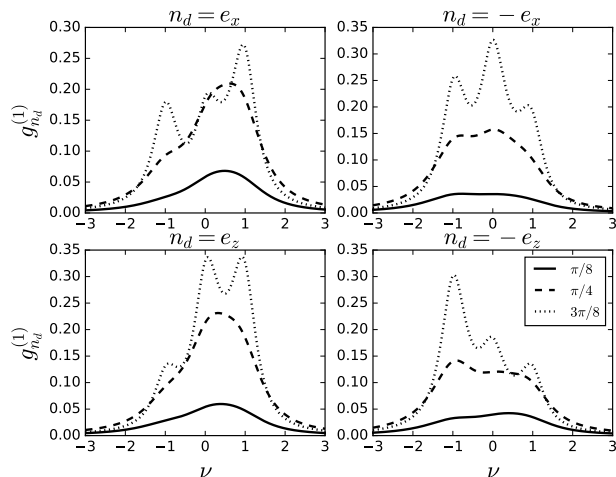 n_d = e_x
n_d = − e_x
g_{n_d}^{(1)}
0.30
0.25
0.20
0.15
0.10
0.05
0.00
−3 −2 −1 0 1 2 3
0.35
0.30
0.25
0.20
0.15
0.10
0.05
0.00
−3 −2 −1 0 1 2 3
n_d = e_z
n_d = − e_z
g_{n_d}^{(1)}
0.35
0.30
0.25
0.20
0.15
0.10
0.05
0.00
−3 −2 −1 0 1 2 3
ν
0.35
0.30
0.25
0.20
0.15
0.10
0.05
0.00
−3 −2 −1 0 1 2 3
ν
π/8
π/4
3π/8